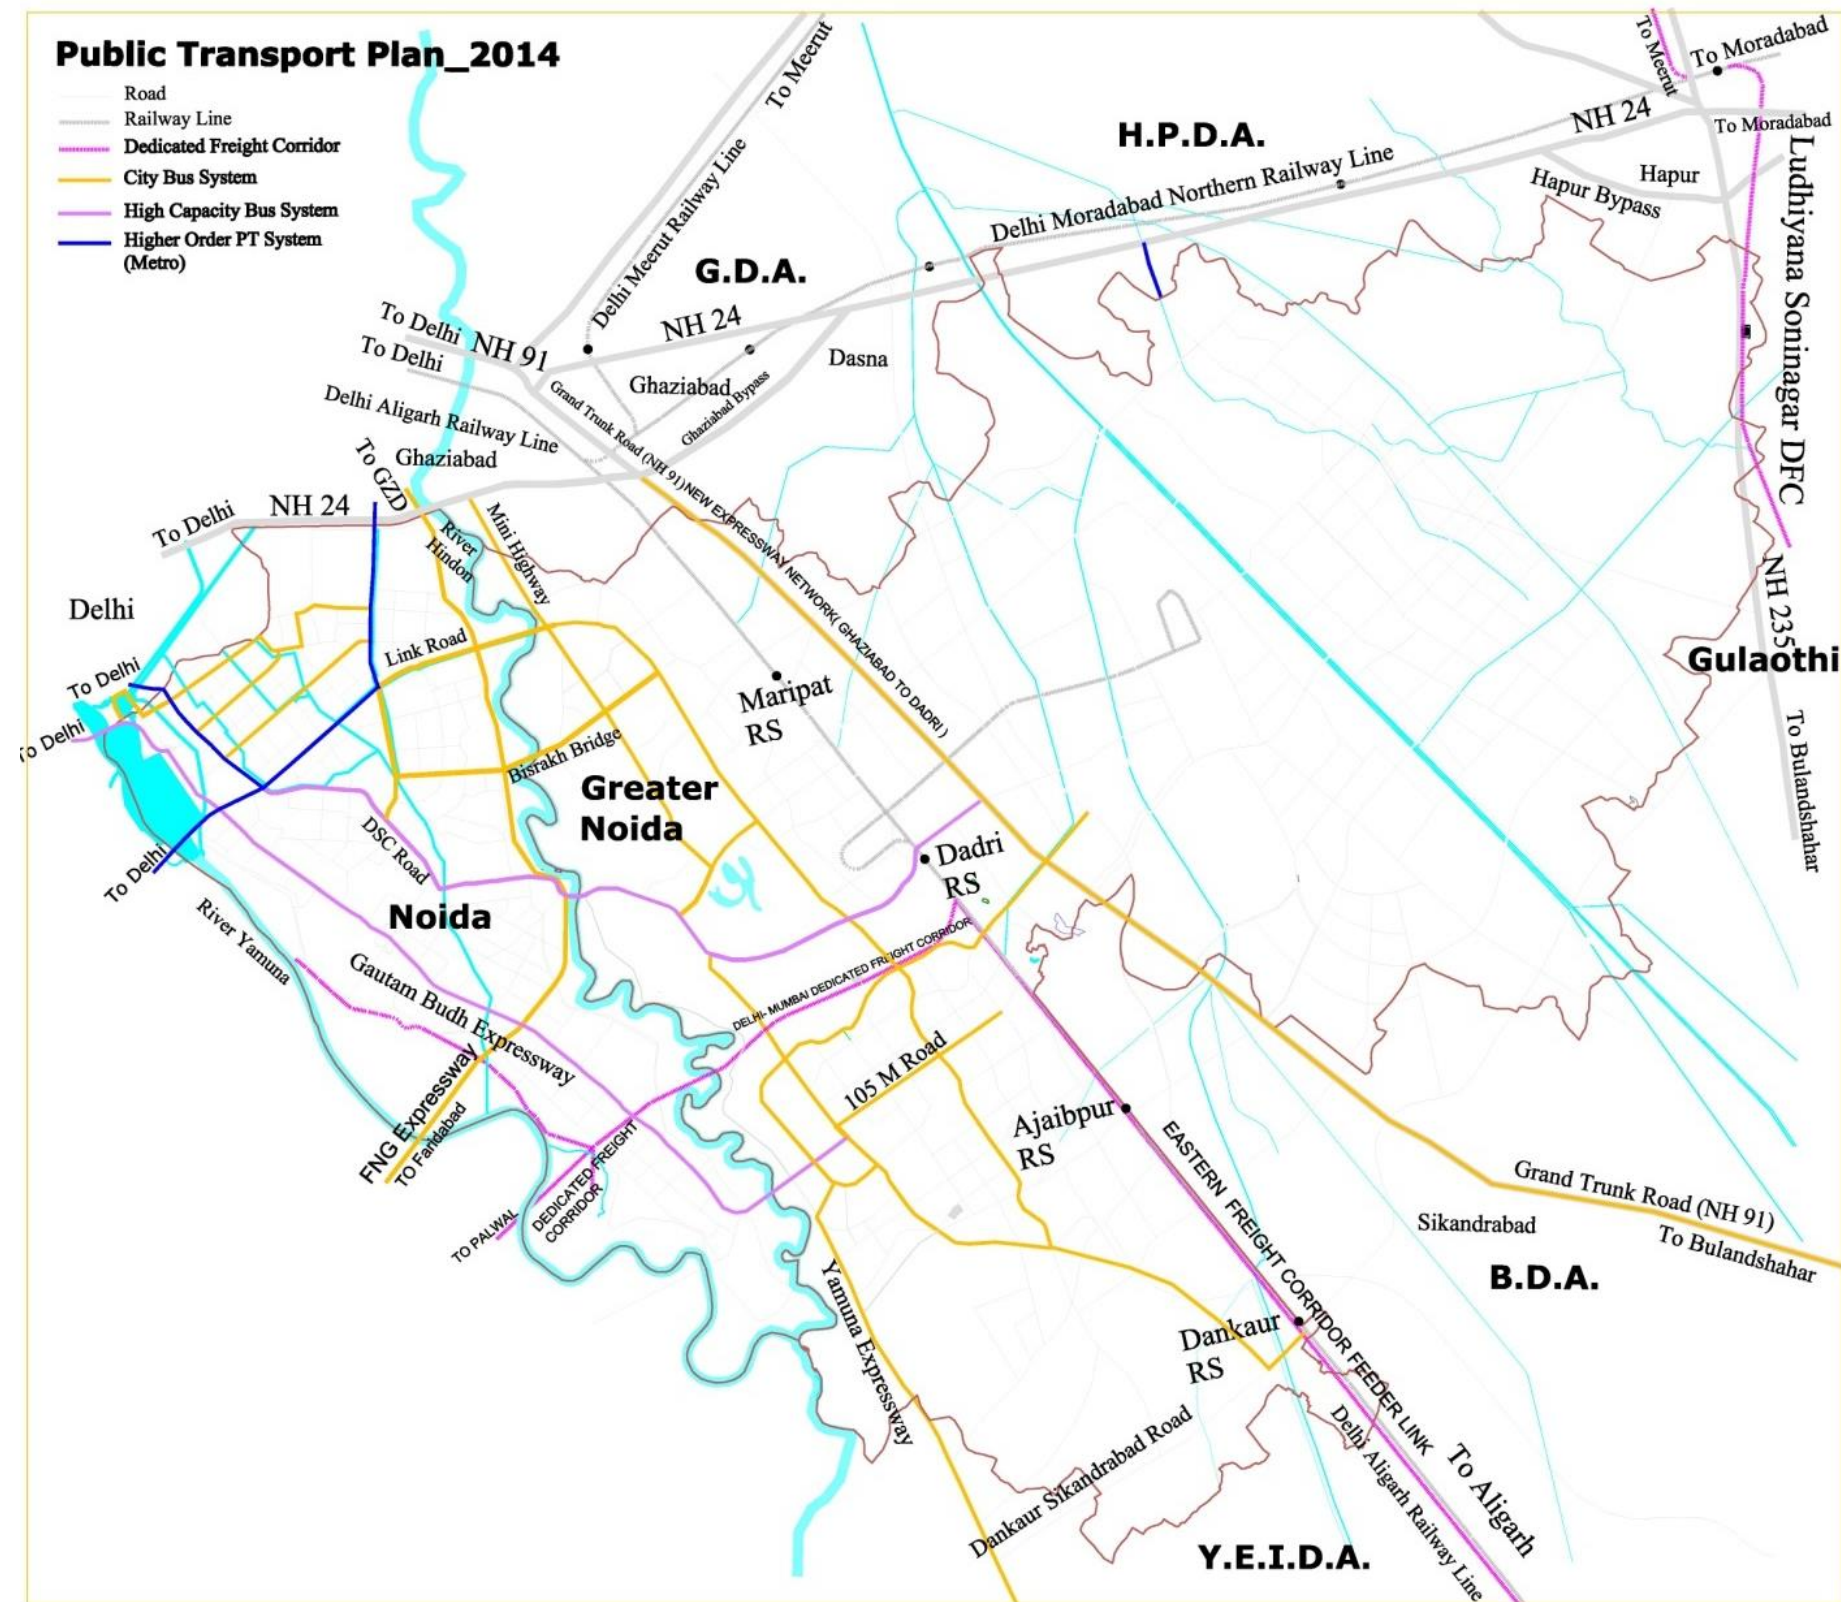 Public Transport Plan_2014
Road
Railway Line
Dedicated Freight Corridor
City Bus System
High Capacity Bus System
Higher Order PT System
(Metro)
To Meerut
To Meerut
To Moradabad
To Moradabad
H.P.D.A.
NH 24
Delhi Moradabad Northern Railway Line
Hapur
Hapur Bypass
Ludhiyana Soninagar DFC
Delhi Meerut Railway Line
G.D.A.
NH 24
To Delhi
NH 91
To Delhi
Dasna
Ghaziabad
Ghaziabad Bypass
Grand Trunk Road (NH 91)
NEW EXPRESSWAY NETWORK( GHAZIABAD TO DADRI )
Delhi Aligarh Railway Line
Ghaziabad
To GZD
NH 24
To Delhi
River
Hindon
Mini Highway
Delhi
Link Road
To Delhi
To Delhi
NH 235
Gulaothi
To Bulandshahar
Maripat
RS
Bisrakh Bridge
Greater
Noida
DSC Road
Dadri
RS
To Delhi
Noida
River Yamuna
Gautam Budh Expressway
DELHI- MUMBAI DEDICATED FREIGHT CORRIDOR
105 M Road
FNG Expressway
TO Faridabad
Ajaibpur
RS
DEDICATED FREIGHT
CORRIDOR
TO PALWAL
EASTERN FREIGHT CORRIDOR FEEDER LINK
Grand Trunk Road (NH 91)
Sikandrabad
To Bulandshahar
B.D.A.
Yamuna Expressway
Dankaur
RS
Dankaur Sikandrabad Road
Delhi Aligarh Railway Line
To Aligarh
Y.E.I.D.A.